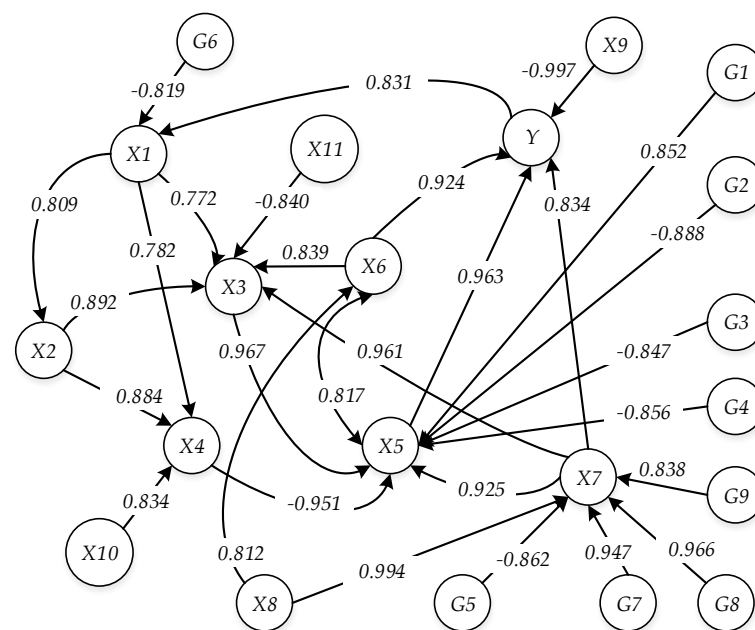 G6
X9
G1
-0.819
-0.997
0.831
Y
X1
X11
0.852
G2
0.924
0.772
-0.840
0.834
0.809
-0.888
0.782
0.839
X6
0.963
X3
0.892
G3
X2
0.967
0.961
-0.847
0.817
0.884
G4
-0.856
X4
X5
X7
0.838
0.925
G9
-0.951
0.834
X10
0.812
0.994
-0.862
0.947
0.966
X8
G5
G7
G8